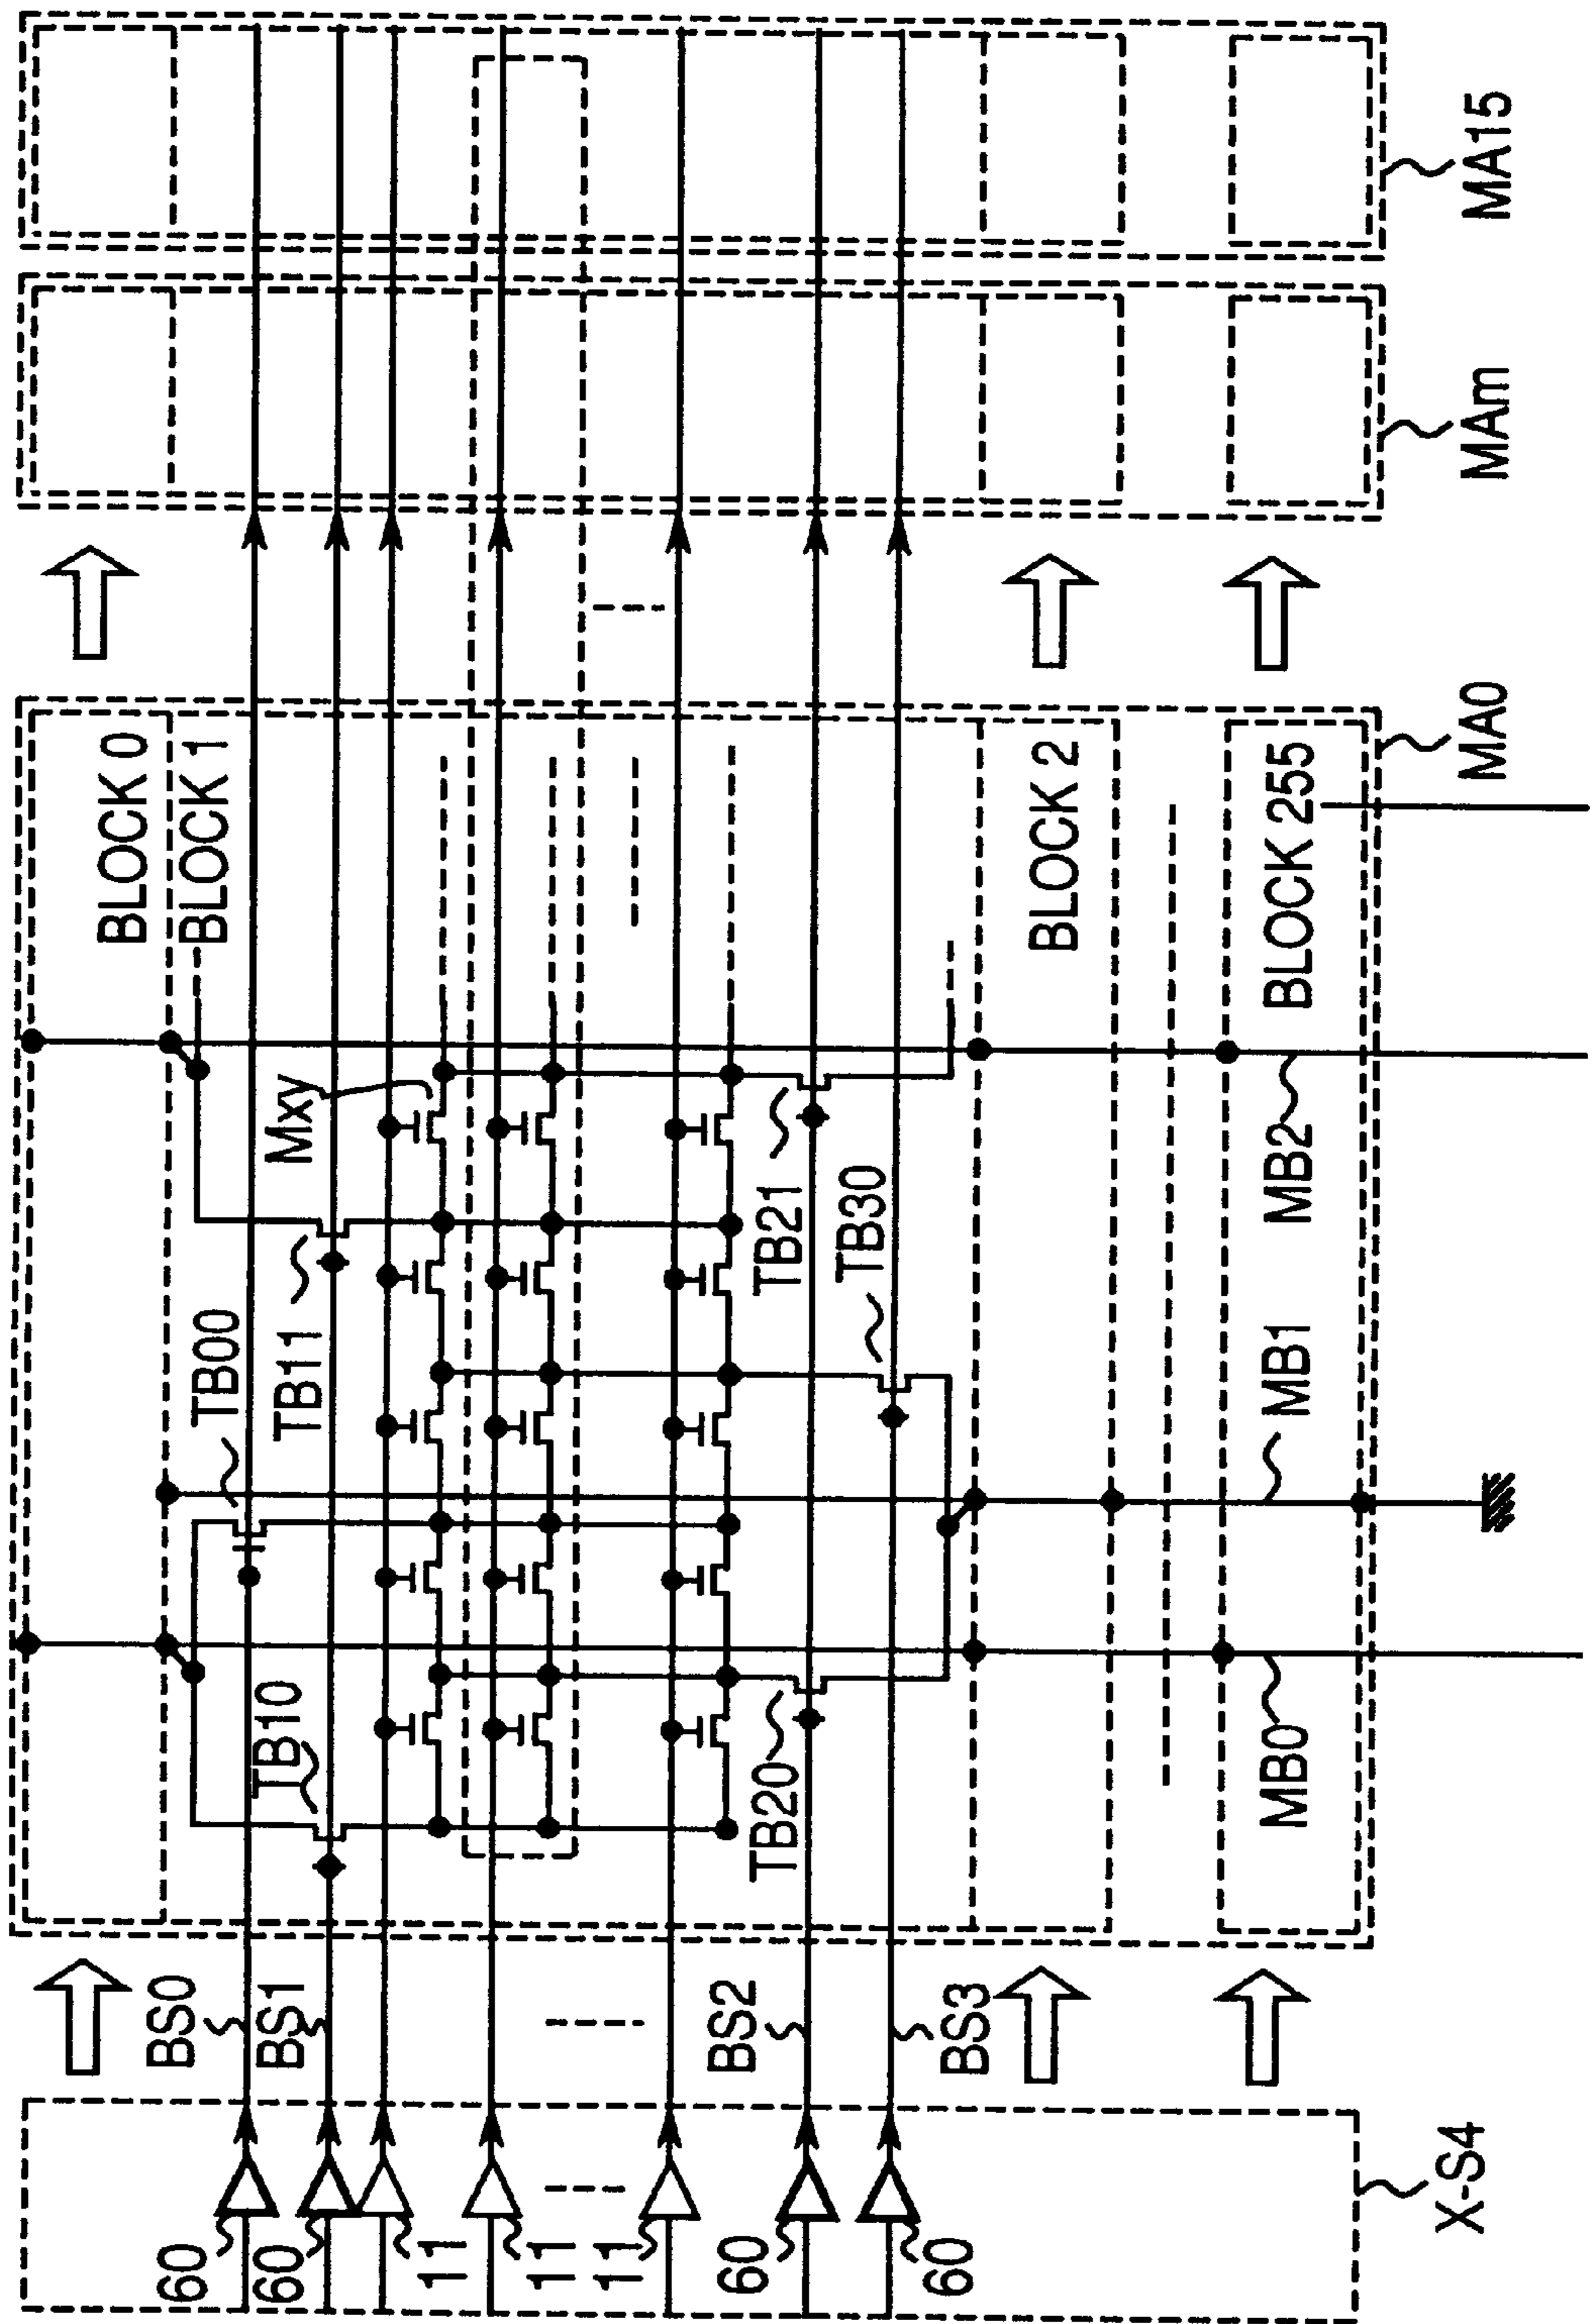 60
60
11
11
11
60
60
X-S4
BS0
BS1
BS2
BS3
TB10
TB00
TB11
Mxy
TB20
TB21
TB30
BLOCK 0
BLOCK 1
BLOCK 2
BLOCK 255
MB0
MB1
MB2
MA0
MAm
MA15